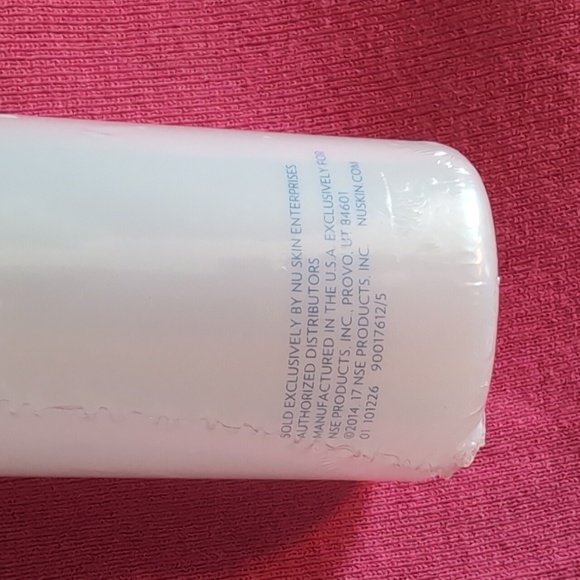 SOLD EXCLUSIVELY BY NU SKIN ENTERPRISES
AUTHORIZED DISTRIBUTORS
MANUFACTURED IN THE U.S.A. EXCLUSIVELY FOR
NSE PRODUCTS, INC., PROVO, UT 84601
©2014, 17 NSE PRODUCTS, INC. NUSKIN.COM
01 101226 90017612/5